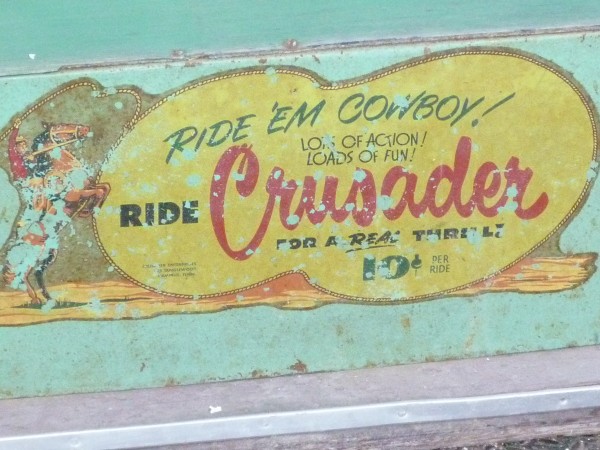 RIDE 'EM COWBOY!
LOTS OF ACTION!
LOADS OF FUN!
RIDE Crusader
FOR A REAL THRILL!
10¢ PER
RIDE